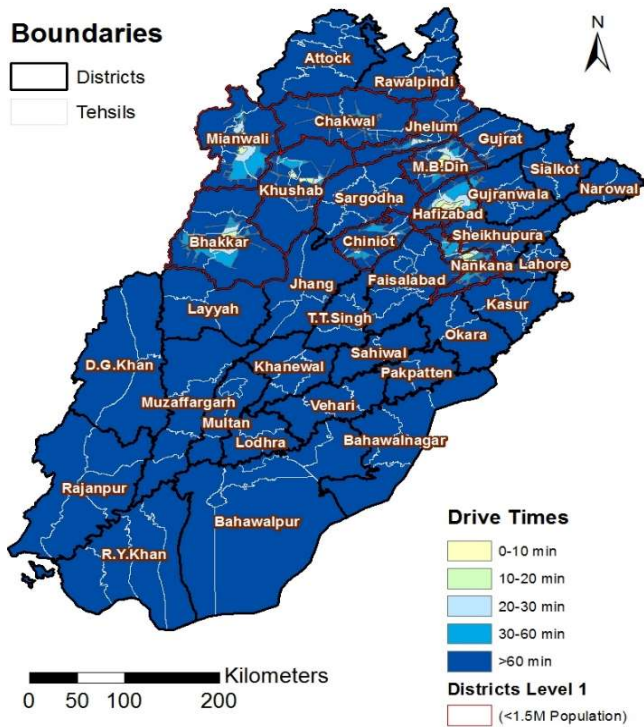 Boundaries
Districts
Tehsils
N
Attock
Rawalpindi
Chakwal
Jhelum
Mianwali
Gujrat
M.B.Din
Sialkot
Khushab
Gujranwala
Narowal
Sargodha
Hafizabad
Sheikhupura
Bhakkar
Chiniot
Nankana
Lahore
Jhang
Faisalabad
Layyah
Kasur
T.T.Singh
Okara
D.G.Khan
Sahiwal
Khanewal
Pakpatten
Muzaffargarh
Vehari
Multan
Lodhra
Bahawalnagar
Rajanpur
Bahawalpur
R.Y.Khan
Drive Times
0-10 min
10-20 min
20-30 min
30-60 min
>60 min
Districts Level 1
(<1.5M Population)
Kilometers
0 50 100 200